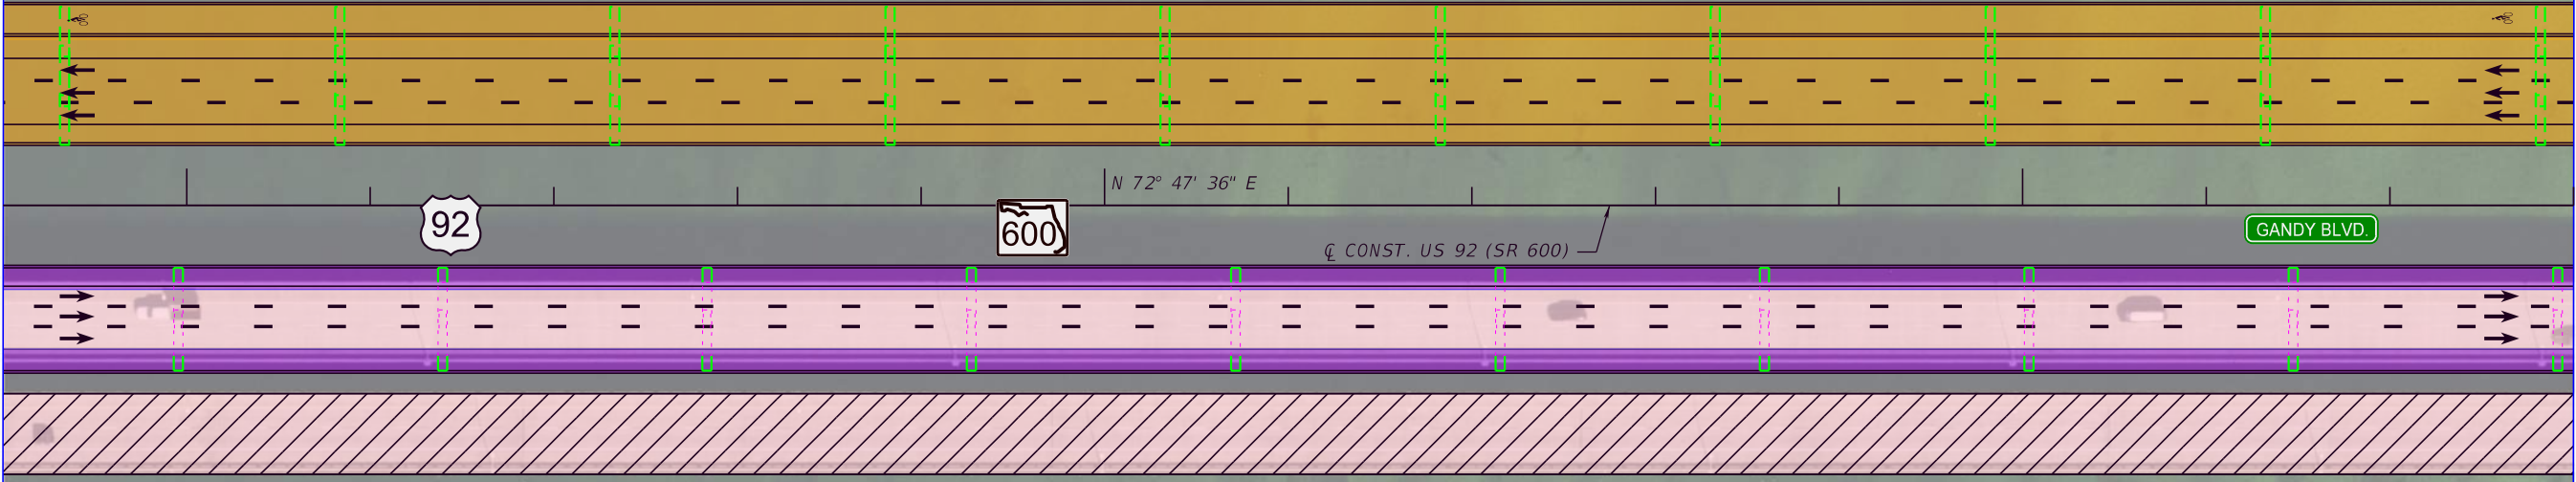 N 72° 47' 36" E
92
600
GANDY BLVD.
℄ CONST. US 92 (SR 600)